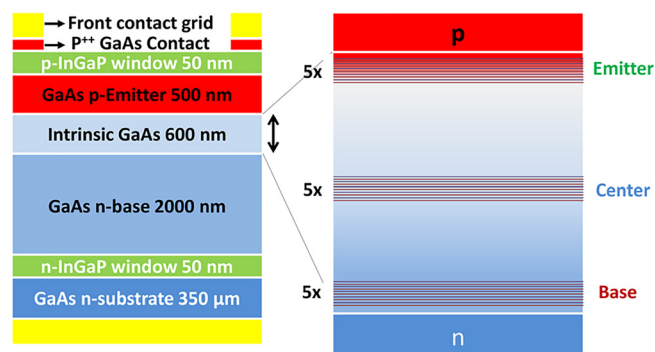 Front contact grid
P++ GaAs Contact
p-InGaP window 50 nm
GaAs p-Emitter 500 nm
Intrinsic GaAs 600 nm
GaAs n-base 2000 nm
n-InGaP window 50 nm
GaAs n-substrate 350 µm
p
5x
Emitter
5x
Center
5x
Base
n